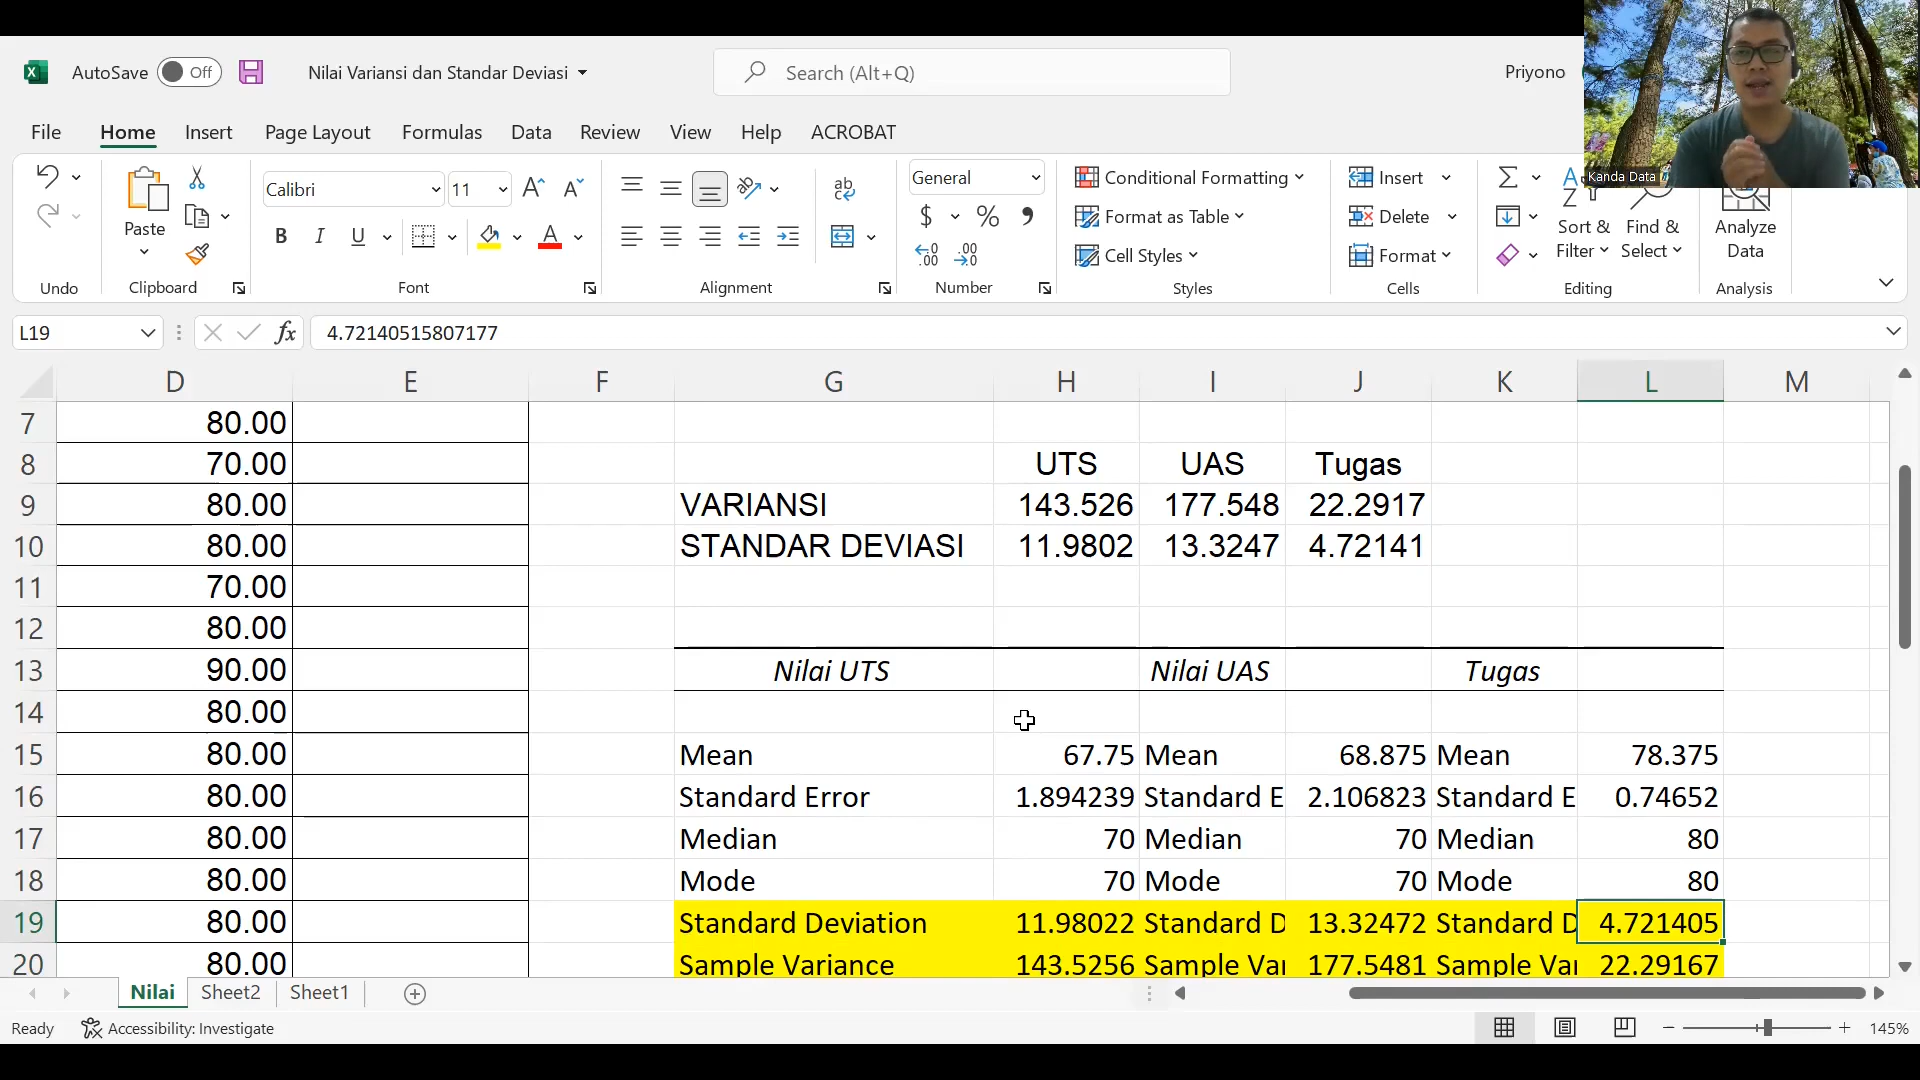 AutoSave Off Nilai Variansi dan Standar Deviasi Search (Alt+Q) Priyono
File Home Insert Page Layout Formulas Data Review View Help ACROBAT
Kanda Data
Calibri 11 General Conditional Formatting Insert
Paste Format as Table Delete Sort & Filter Find & Select Analyze Data
B I U $ % Cell Styles Format
Undo Clipboard Font Alignment Number Styles Cells Editing Analysis
L19 fx 4.72140515807177
D E F G H I J K L M
7 80.00
8 70.00 UTS UAS Tugas
9 80.00 VARIANSI 143.526 177.548 22.2917
10 80.00 STANDAR DEVIASI 11.9802 13.3247 4.72141
11 70.00
12 80.00
13 90.00 Nilai UTS Nilai UAS Tugas
14 80.00
15 80.00 Mean 67.75 Mean 68.875 Mean 78.375
16 80.00 Standard Error 1.894239 Standard E 2.106823 Standard E 0.74652
17 80.00 Median 70 Median 70 Median 80
18 80.00 Mode 70 Mode 70 Mode 80
19 80.00 Standard Deviation 11.98022 Standard D 13.32472 Standard D 4.721405
20 80.00 Sample Variance 143.5256 Sample Var 177.5481 Sample Var 22.29167
Nilai Sheet2 Sheet1
Ready Accessibility: Investigate 145%